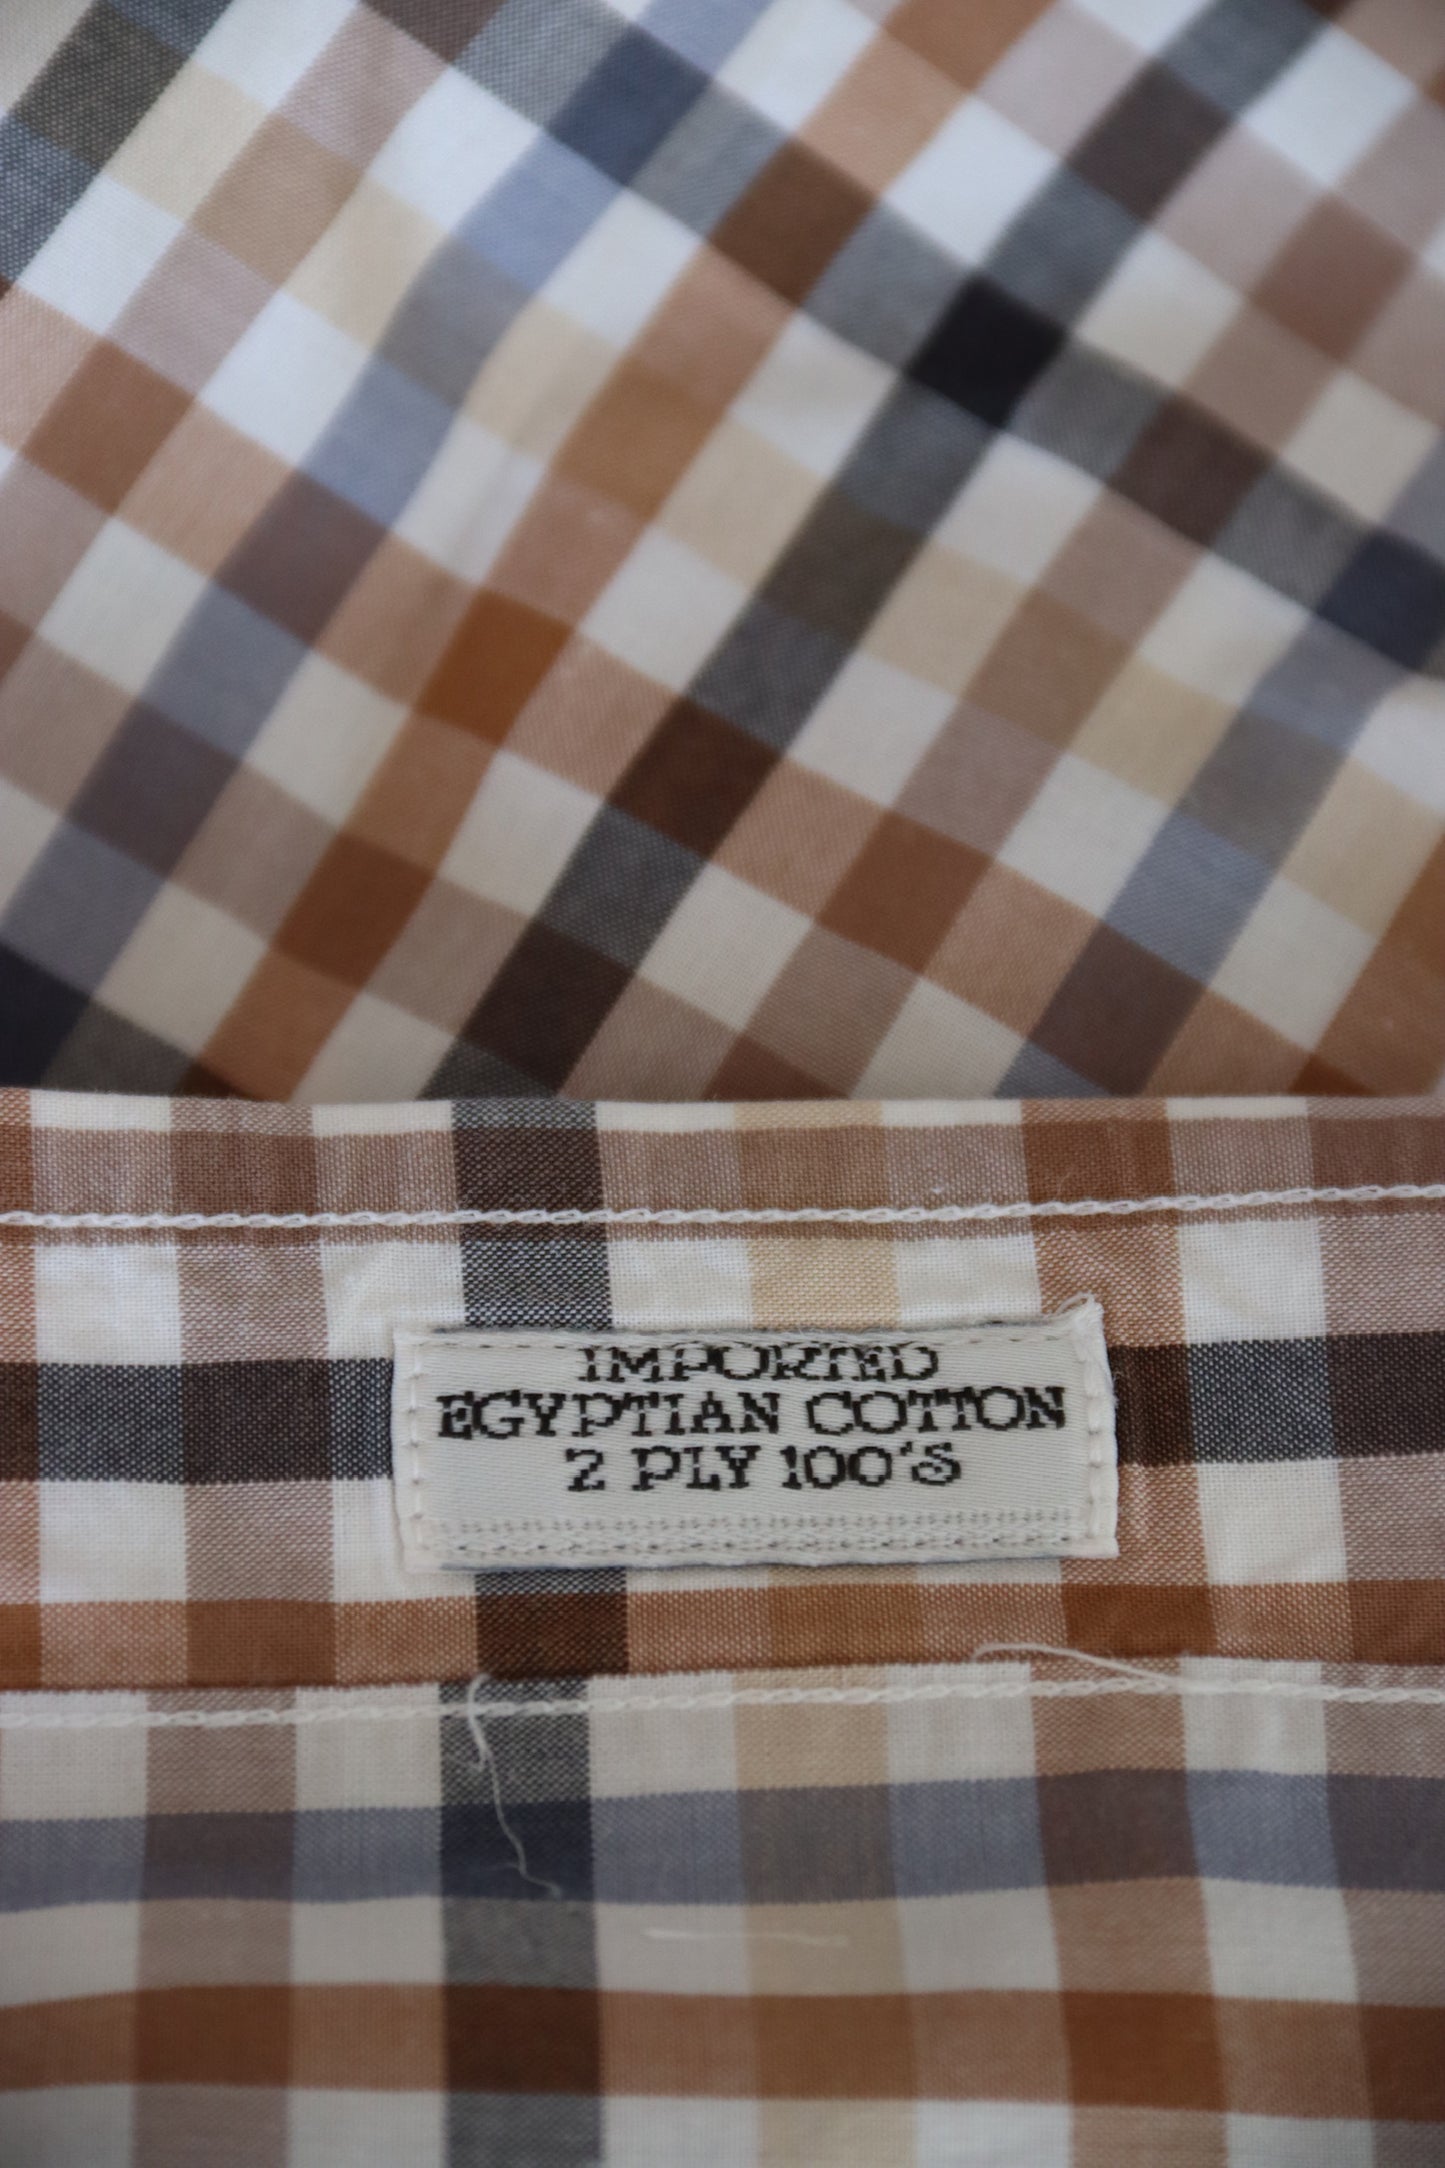 IMPORTED
EGYPTIAN COTTON
2 PLY 100'S